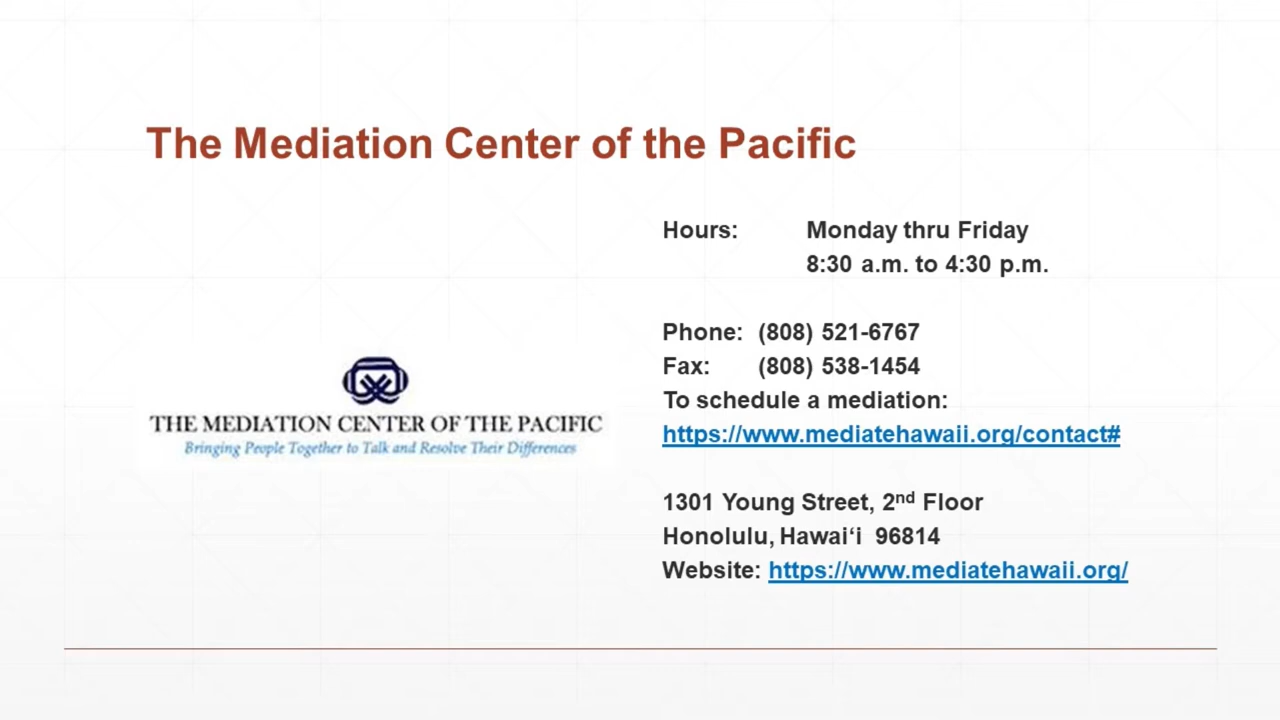 The Mediation Center of the Pacific
THE MEDIATION CENTER OF THE PACIFIC
Bringing People Together to Talk and Resolve Their Differences
Hours: Monday thru Friday
8:30 a.m. to 4:30 p.m.
Phone: (808) 521-6767
Fax: (808) 538-1454
To schedule a mediation:
https://www.mediatehawaii.org/contact#
1301 Young Street, 2nd Floor
Honolulu, Hawaiʻi 96814
Website: https://www.mediatehawaii.org/